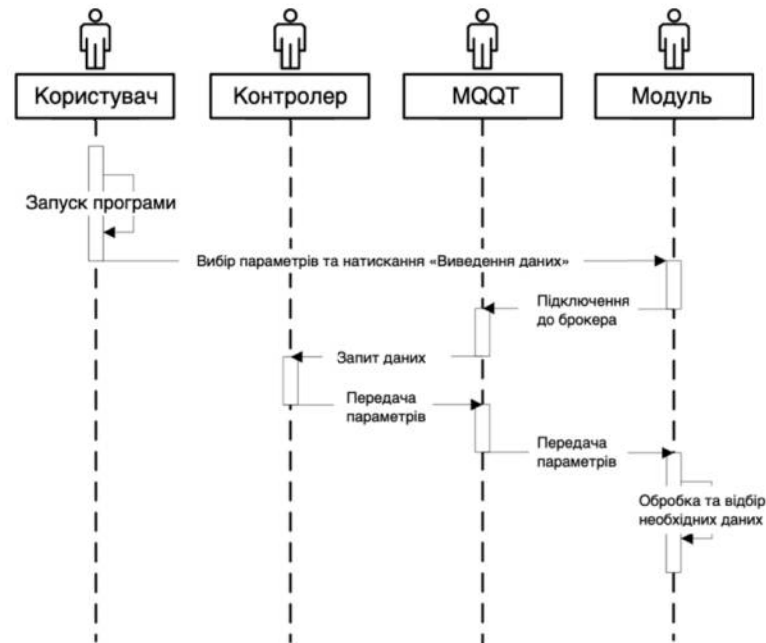 Користувач
Контролер
MQQT
Модуль
Запуск програми
Вибір параметрів та натискання «Виведення даних»
Підключення
до брокера
Запит даних
Передача
параметрів
Передача
параметрів
Обробка та відбір
необхідних даних